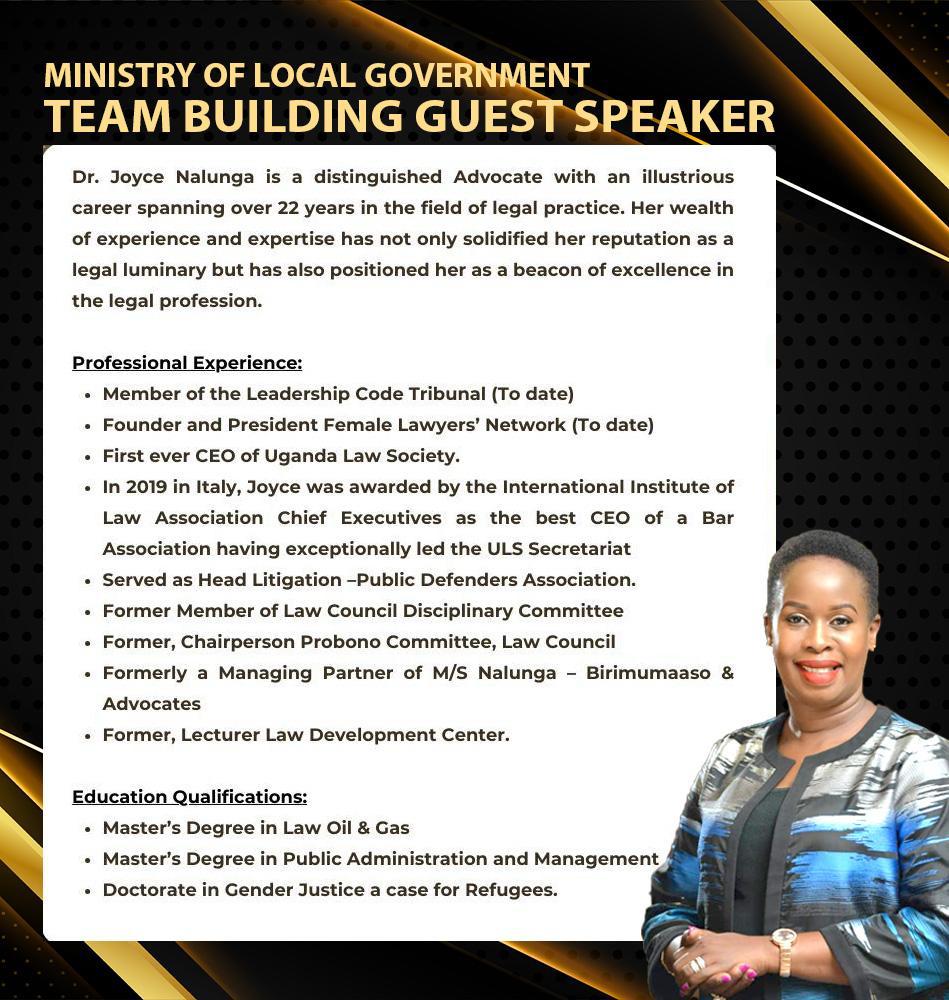 MINISTRY OF LOCAL GOVERNMENT
TEAM BUILDING GUEST SPEAKER
Dr. Joyce Nalunga is a distinguished Advocate with an illustrious
career spanning over 22 years in the field of legal practice. Her wealth
of experience and expertise has not only solidified her reputation as a
legal luminary but has also positioned her as a beacon of excellence in
the legal profession.
Professional Experience:
• Member of the Leadership Code Tribunal (To date)
• Founder and President Female Lawyers’ Network (To date)
• First ever CEO of Uganda Law Society.
• In 2019 in Italy, Joyce was awarded by the International Institute of
Law Association Chief Executives as the best CEO of a Bar
Association having exceptionally led the ULS Secretariat
• Served as Head Litigation –Public Defenders Association.
• Former Member of Law Council Disciplinary Committee
• Former, Chairperson Probono Committee, Law Council
• Formerly a Managing Partner of M/S Nalunga – Birimumaaso &
Advocates
• Former, Lecturer Law Development Center.
Education Qualifications:
• Master’s Degree in Law Oil & Gas
• Master’s Degree in Public Administration and Management
• Doctorate in Gender Justice a case for Refugees.